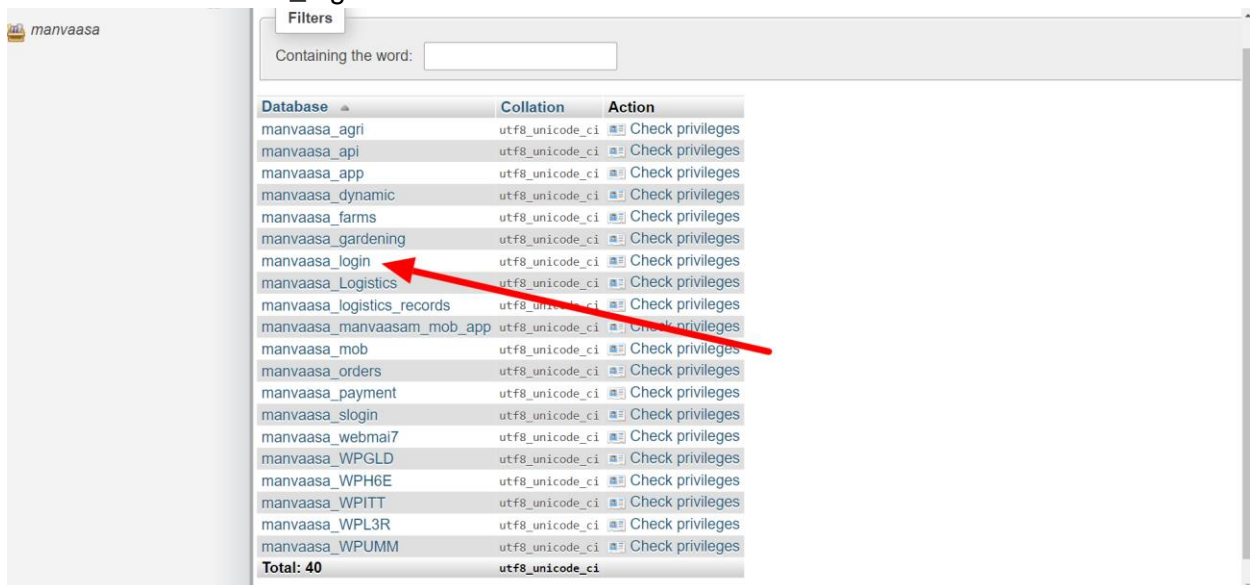 manvaasa
Filters
Containing the word:
Database Collation Action
manvaasa_agri utf8_unicode_ci Check privileges
manvaasa_api utf8_unicode_ci Check privileges
manvaasa_app utf8_unicode_ci Check privileges
manvaasa_dynamic utf8_unicode_ci Check privileges
manvaasa_farms utf8_unicode_ci Check privileges
manvaasa_gardening utf8_unicode_ci Check privileges
manvaasa_login utf8_unicode_ci Check privileges
manvaasa_Logistics utf8_unicode_ci Check privileges
manvaasa_logistics_records utf8_unicode_ci Check privileges
manvaasa_manvaasam_mob_app utf8_unicode_ci Check privileges
manvaasa_mob utf8_unicode_ci Check privileges
manvaasa_orders utf8_unicode_ci Check privileges
manvaasa_payment utf8_unicode_ci Check privileges
manvaasa_slogin utf8_unicode_ci Check privileges
manvaasa_webmai7 utf8_unicode_ci Check privileges
manvaasa_WPGLD utf8_unicode_ci Check privileges
manvaasa_WPH6E utf8_unicode_ci Check privileges
manvaasa_WPITT utf8_unicode_ci Check privileges
manvaasa_WPL3R utf8_unicode_ci Check privileges
manvaasa_WPUMM utf8_unicode_ci Check privileges
Total: 40 utf8_unicode_ci